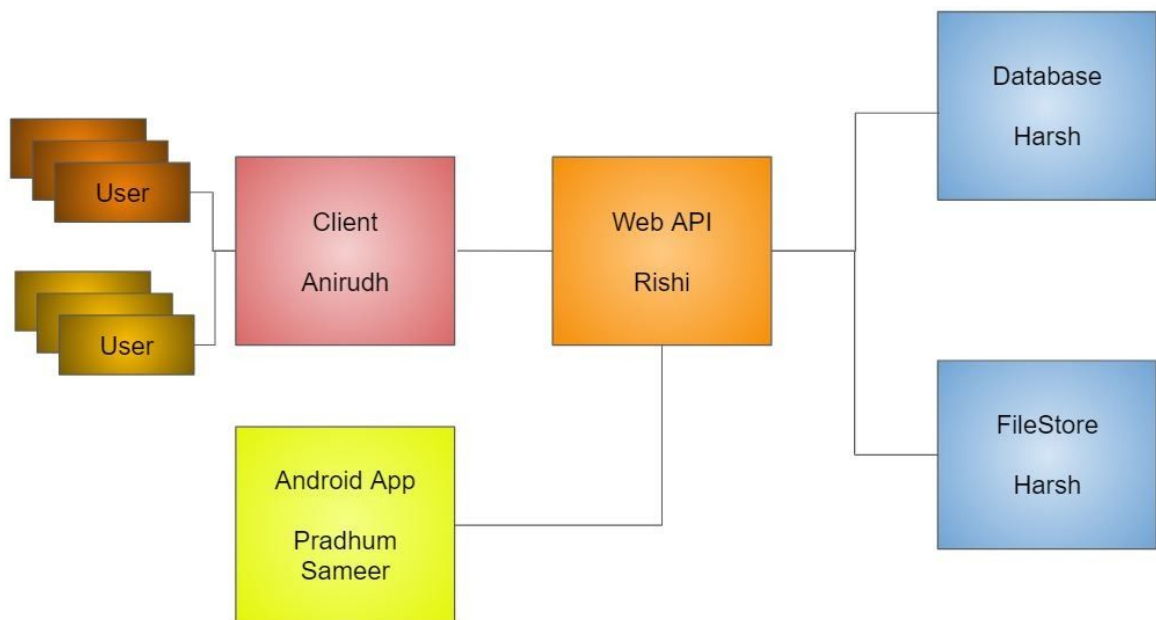 User
User
Client
Anirudh
Android App
Pradhum
Sameer
Web API
Rishi
Database
Harsh
FileStore
Harsh